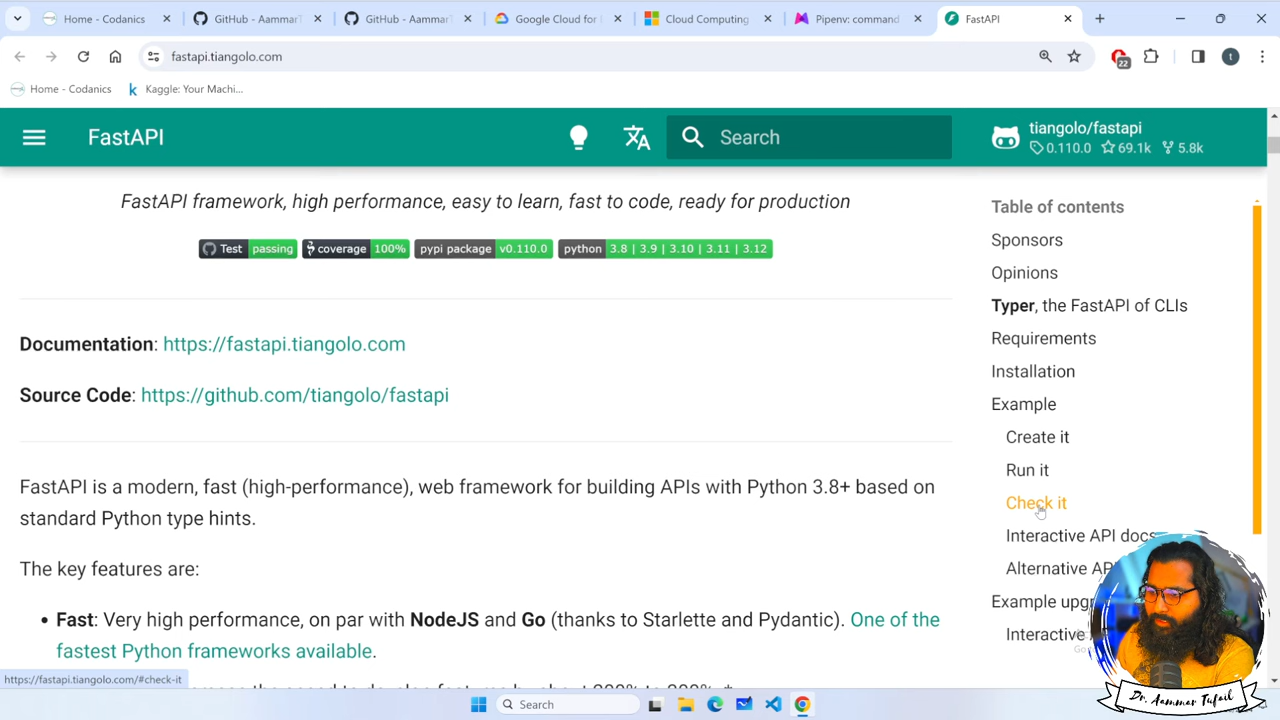 Home - Codanics
GitHub - AammarT
GitHub - AammarT
Google Cloud for
Cloud Computing
Pipenv: command
FastAPI
fastapi.tiangolo.com
22
t
Home - Codanics
Kaggle: Your Machi...
FastAPI
Search
tiangolo/fastapi
0.110.0 69.1k 5.8k
FastAPI framework, high performance, easy to learn, fast to code, ready for production
Test passing coverage 100% pypi package v0.110.0 python 3.8 | 3.9 | 3.10 | 3.11 | 3.12
Documentation: https://fastapi.tiangolo.com
Source Code: https://github.com/tiangolo/fastapi
FastAPI is a modern, fast (high-performance), web framework for building APIs with Python 3.8+ based on
standard Python type hints.
The key features are:
• Fast: Very high performance, on par with NodeJS and Go (thanks to Starlette and Pydantic). One of the
fastest Python frameworks available.
Table of contents
Sponsors
Opinions
Typer, the FastAPI of CLIs
Requirements
Installation
Example
Create it
Run it
Check it
Interactive API docs
Alternative AP
Example upg
Interactive
https://fastapi.tiangolo.com/#check-it
Search
Dr. Aammar Tufail